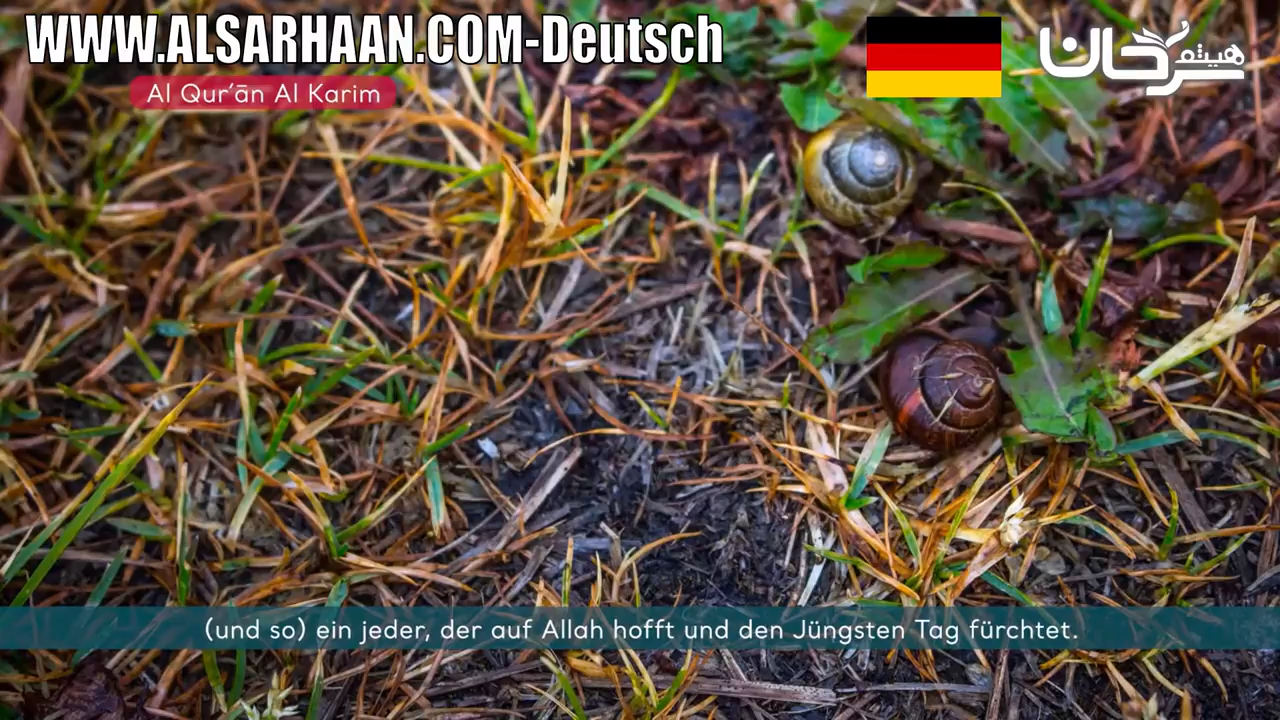 WWW.ALSARHAAN.COM-Deutsch
هيثم سرحان
Al Qur’ān Al Karim
(und so) ein jeder, der auf Allah hofft und den Jüngsten Tag fürchtet.